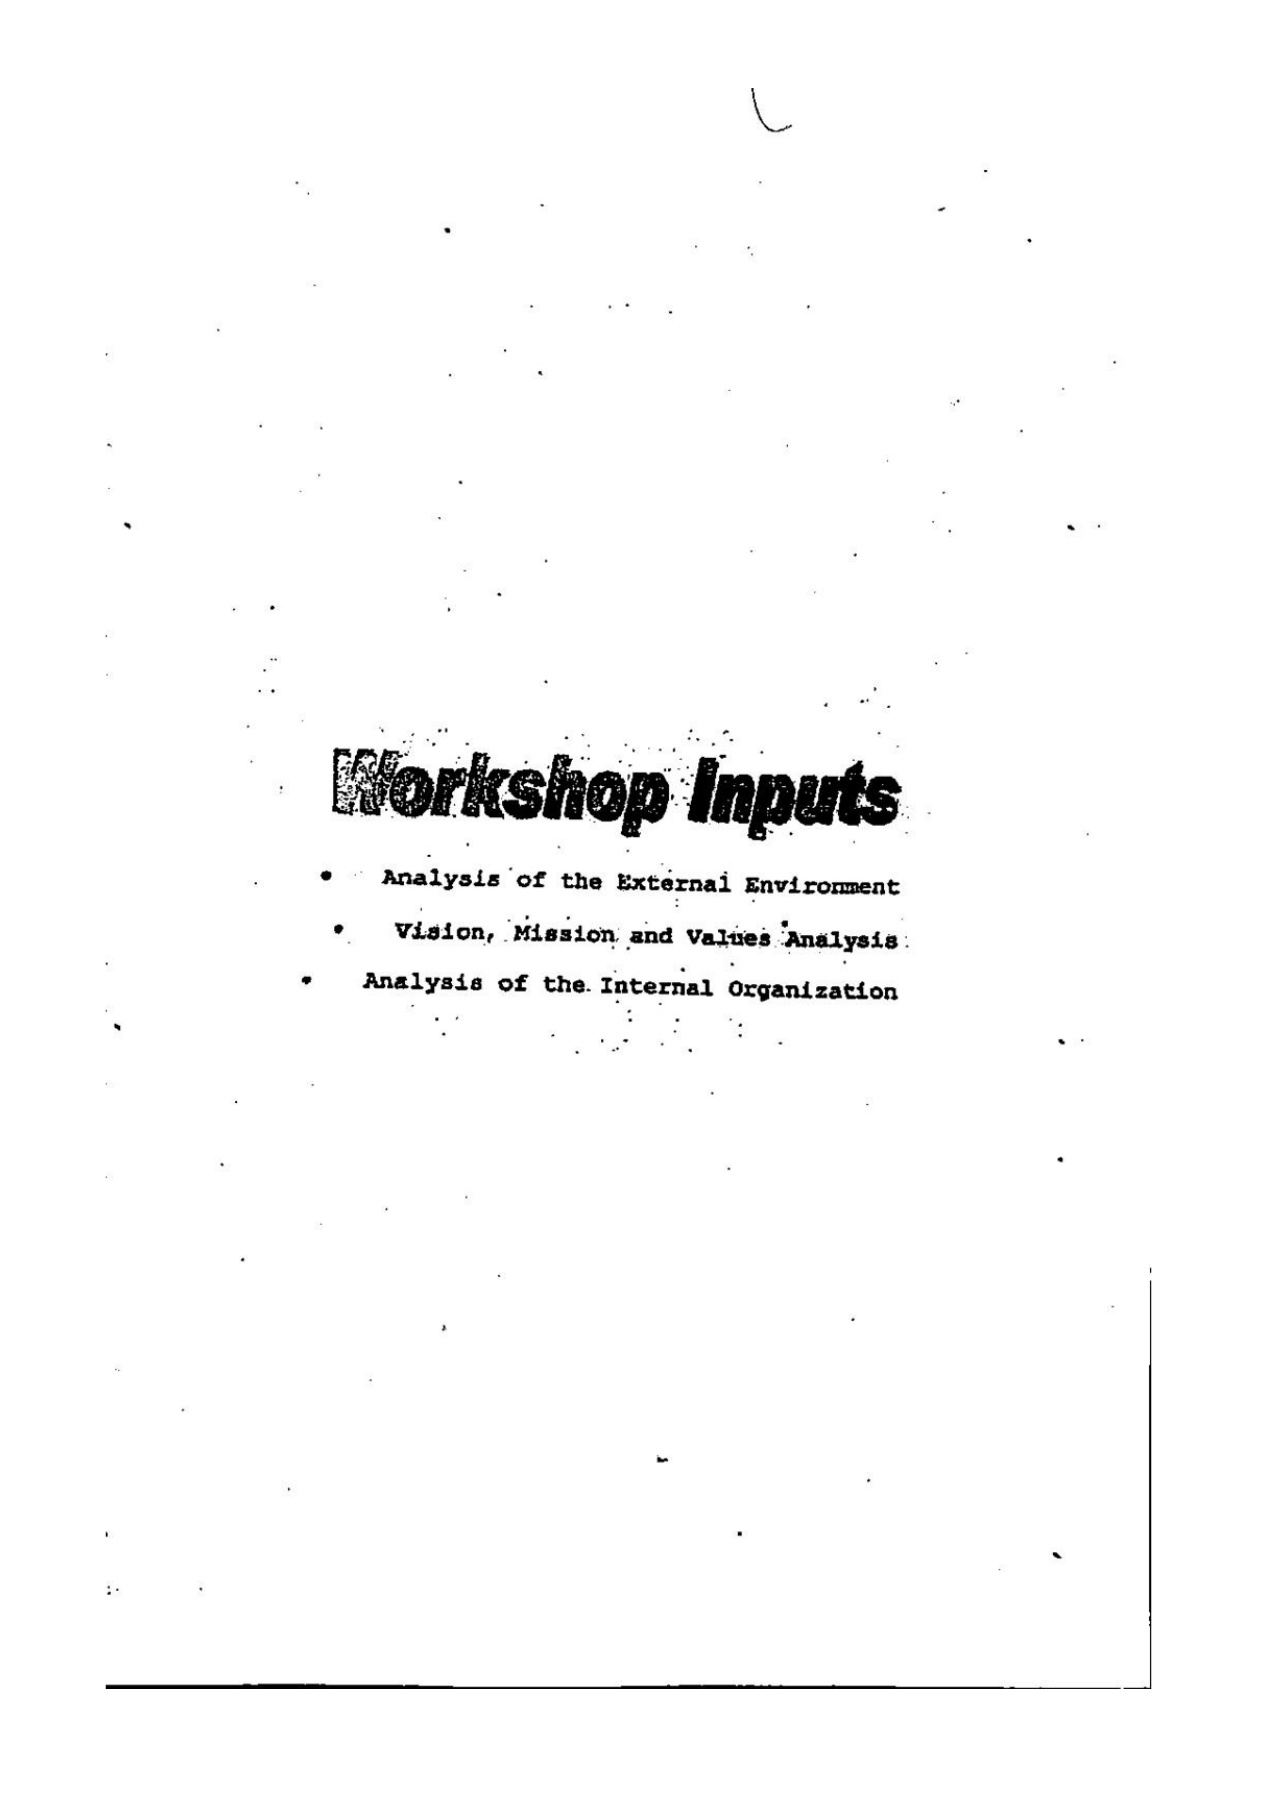 Workshop Inputs
• Analysis of the External Environment
• Vision, Mission and Values Analysis
• Analysis of the Internal Organization